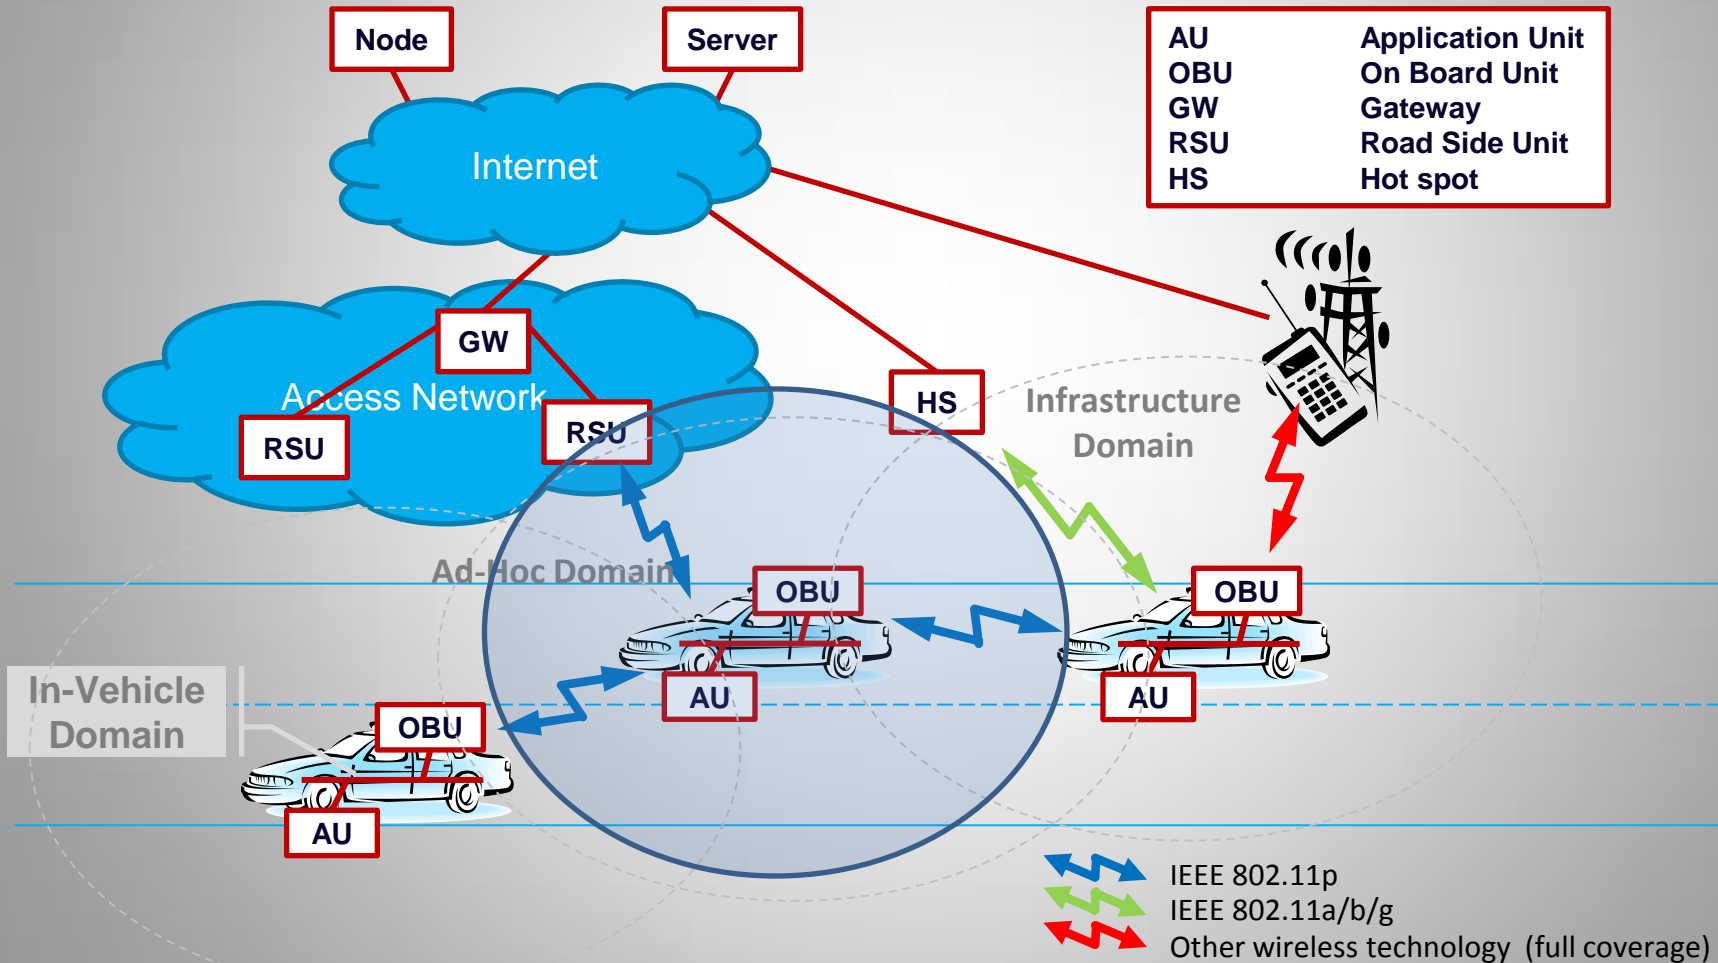 Node
Server
AU Application Unit
OBU On Board Unit
GW Gateway
RSU Road Side Unit
HS Hot spot
Internet
GW
Access Network
HS
Infrastructure
Domain
RSU
RSU
Ad-Hoc Domain
OBU
OBU
In-Vehicle
Domain
AU
AU
OBU
AU
IEEE 802.11p
IEEE 802.11a/b/g
Other wireless technology (full coverage)